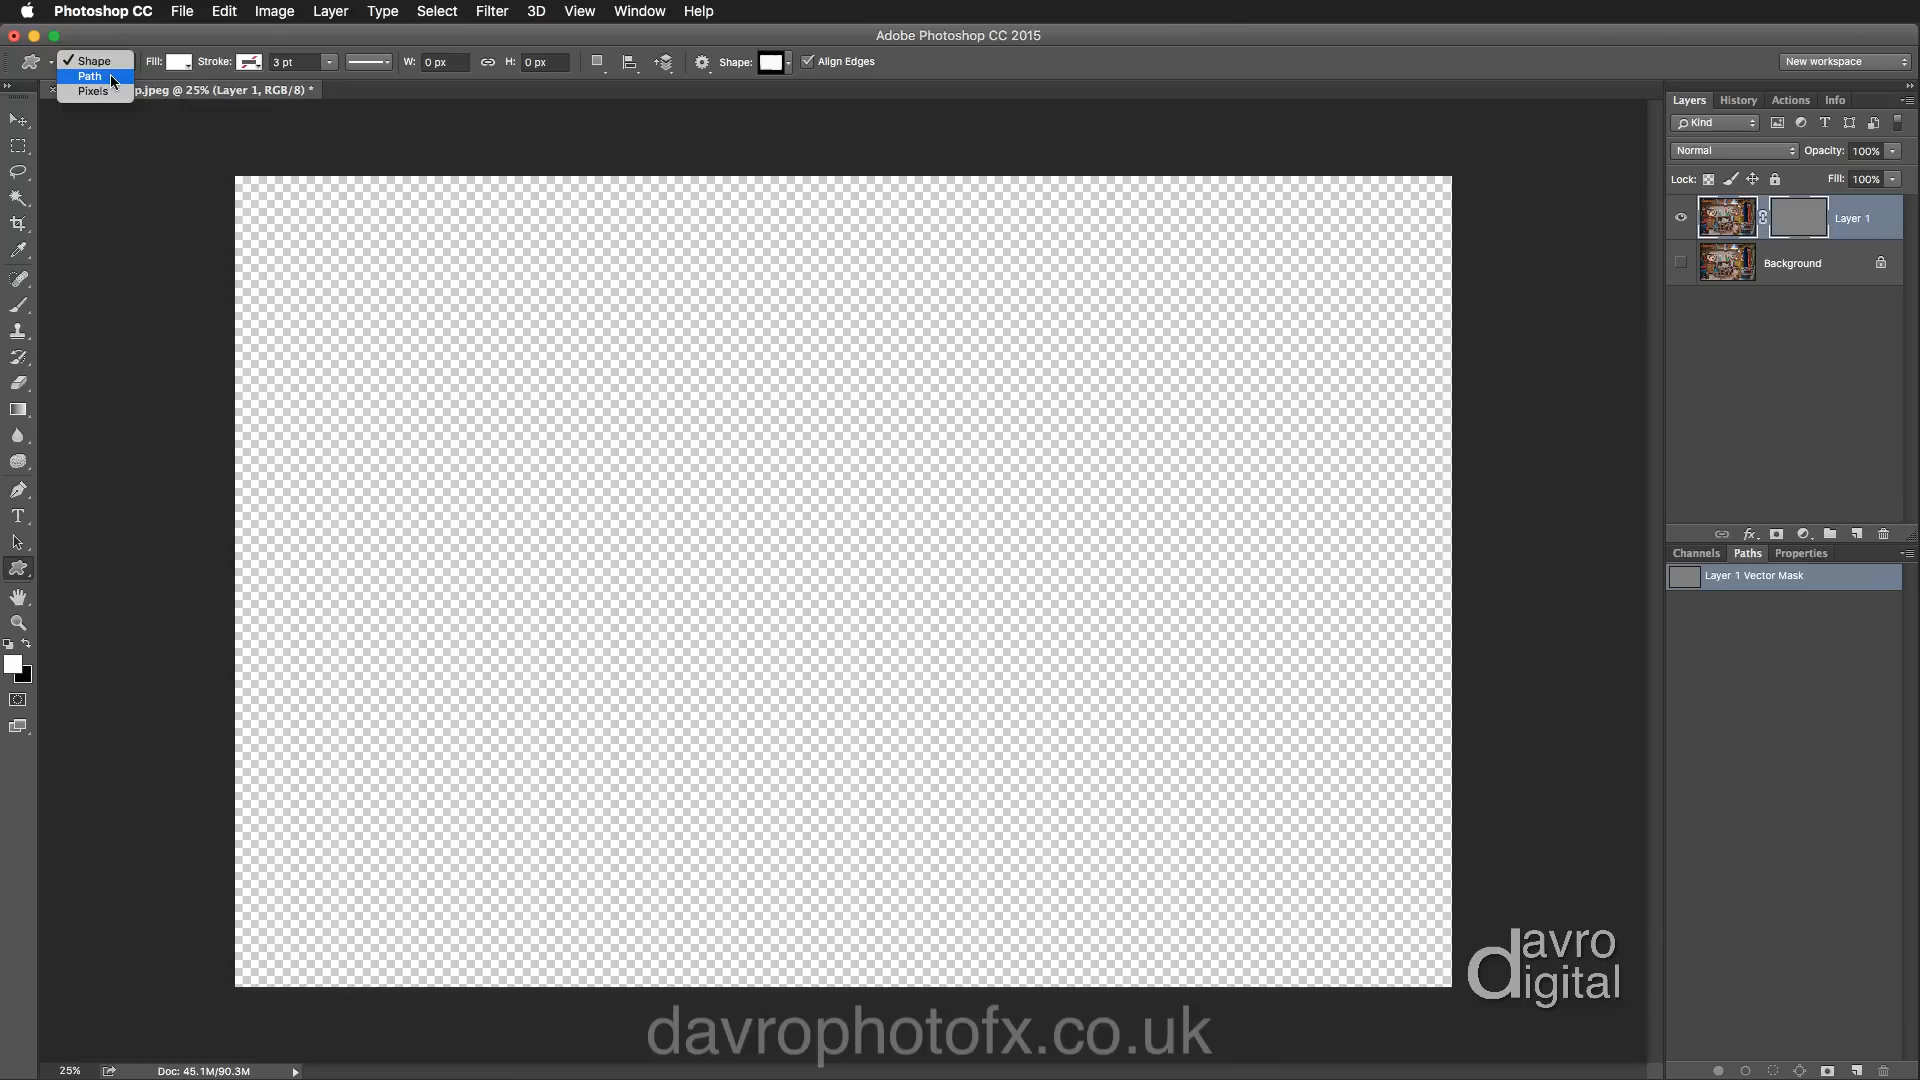 Photoshop CC File Edit Image Layer Type Select Filter 3D View Window Help
Adobe Photoshop CC 2015
Shape Fill: Stroke: 3 pt W: 0 px H: 0 px Shape: Align Edges New workspace
Path
Pixels
p.jpeg @ 25% (Layer 1, RGB/8) *
Layers History Actions Info
Kind
Normal Opacity: 100%
Lock: Fill: 100%
Layer 1
Background
fx
Channels Paths Properties
Layer 1 Vector Mask
davro
digital
davrophotofx.co.uk
25% Doc: 45.1M/90.3M